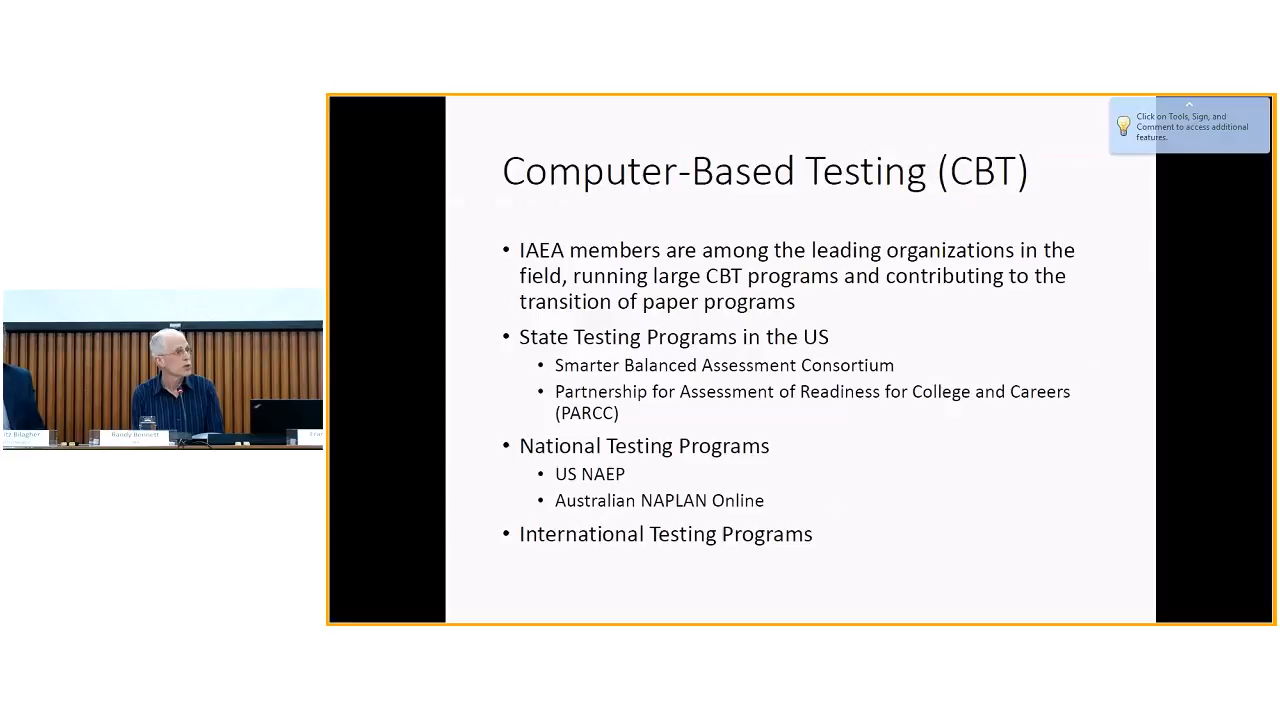 Click on Tools, Sign, and
Comment to access additional
features.
Computer-Based Testing (CBT)
• IAEA members are among the leading organizations in the
field, running large CBT programs and contributing to the
transition of paper programs
• State Testing Programs in the US
• Smarter Balanced Assessment Consortium
• Partnership for Assessment of Readiness for College and Careers
(PARCC)
• National Testing Programs
• US NAEP
• Australian NAPLAN Online
• International Testing Programs
Bilagher
Randy Bennett